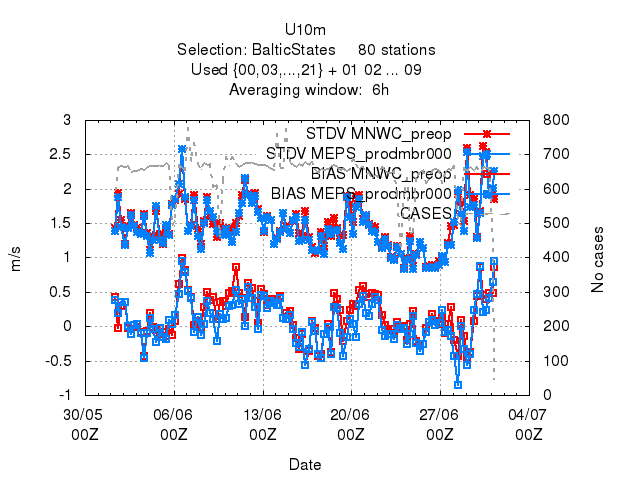 U10m
Selection: BalticStates     80 stations
Used {00,03,...,21} + 01 02 ... 09
Averaging window:  6h
3
2.5
2
1.5
1
0.5
0
-0.5
-1
m/s
STDV MNWC_preop
STDV MEPS_prodmbr000
BIAS MNWC_preop
BIAS MEPS_prodmbr000
CASES
800
700
600
500
400
300
200
100
0
No cases
30/05 06/06 13/06 20/06 27/06 04/07
00Z 00Z 00Z 00Z 00Z 00Z
Date